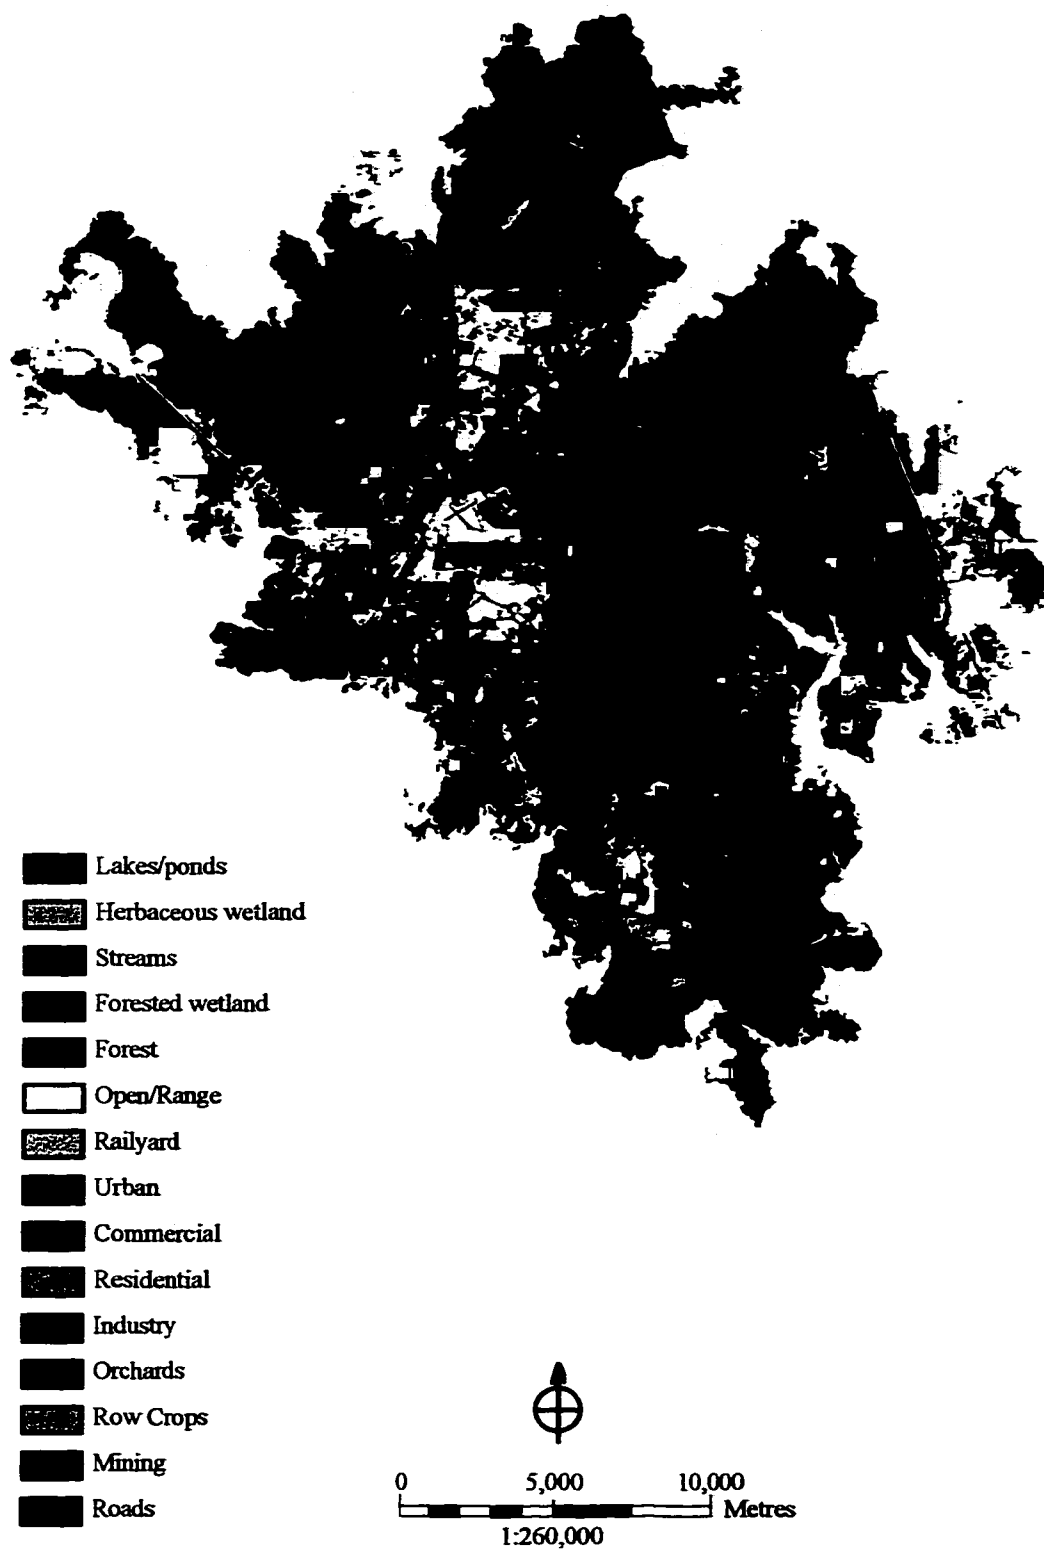 Lakes/ponds
Herbaceous wetland
Streams
Forested wetland
Forest
Open/Range
Railyard
Urban
Commercial
Residential
Industry
Orchards
Row Crops
Mining
Roads
0 5,000 10,000
Metres
1:260,000